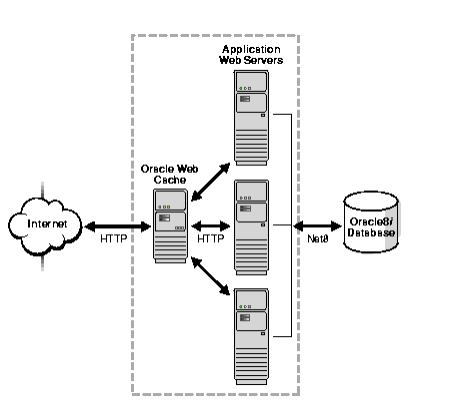 Application
Web Servers
Oracle Web
Cache
Internet
HTTP
HTTP
Net8
Oracle8i
Database